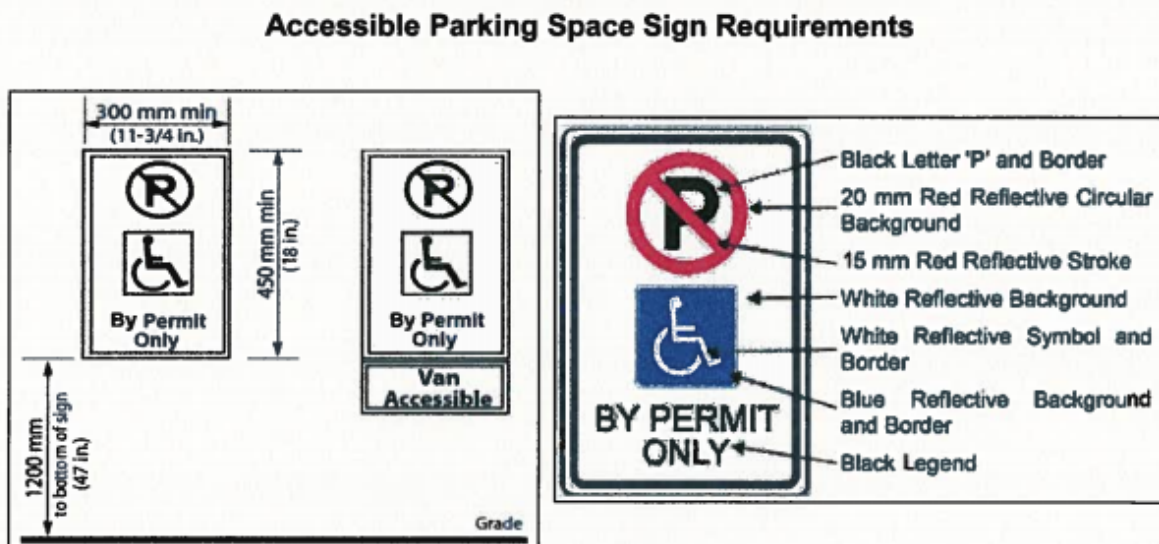 Accessible Parking Space Sign Requirements
300 mm min
(11-3/4 in.)
P
By Permit
Only
450 mm min
(18 in.)
1200 mm
to bottom of sign
(47 in.)
P
By Permit
Only
Van
Accessible
Grade
P
BY PERMIT
ONLY
Black Letter 'P' and Border
20 mm Red Reflective Circular
Background
15 mm Red Reflective Stroke
White Reflective Background
White Reflective Symbol and
Border
Blue Reflective Background
and Border
Black Legend